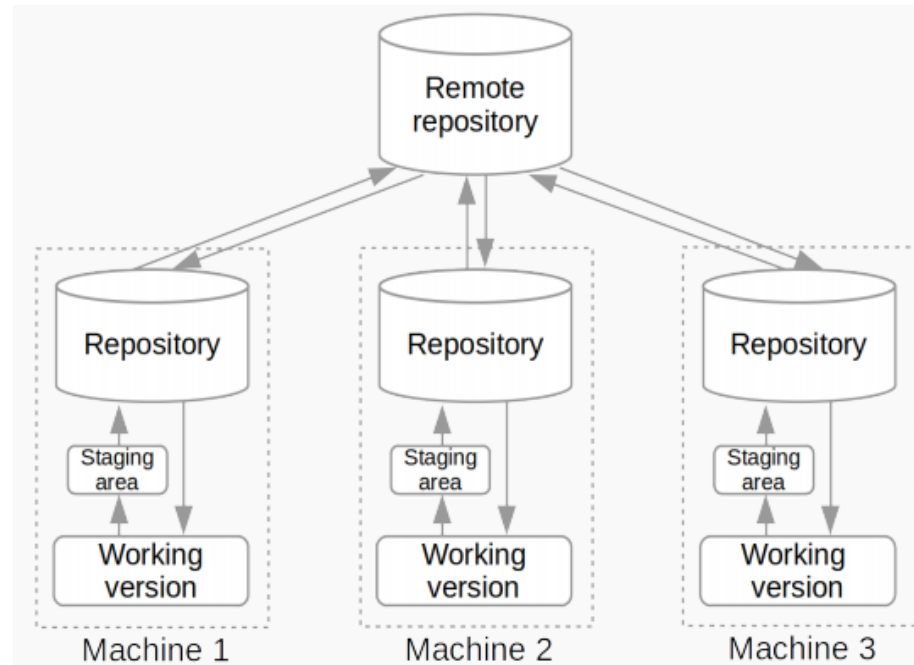 Remote
repository
Repository
Staging
area
Working
version
Machine 1
Repository
Staging
area
Working
version
Machine 2
Repository
Staging
area
Working
version
Machine 3